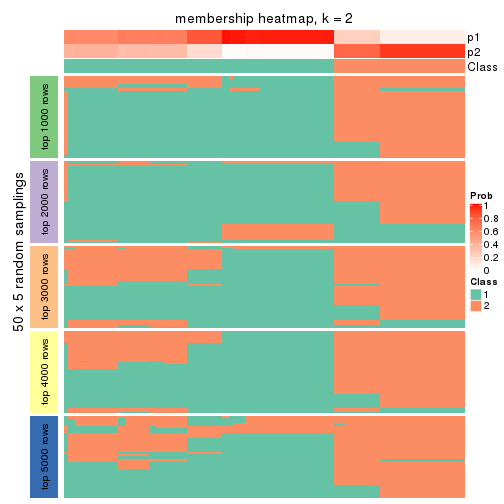 membership heatmap, k = 2
p1
p2
Class
50 x 5 random samplings
top 1000 rows
top 2000 rows
top 3000 rows
top 4000 rows
top 5000 rows
Prob
1
0.8
0.6
0.4
0.2
0
Class
1
2